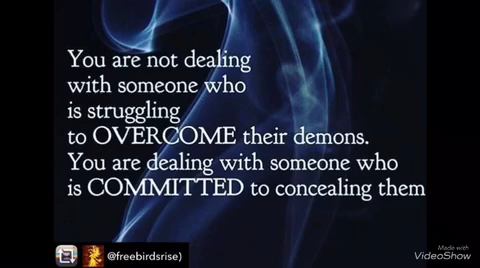 You are not dealing
with someone who
is struggling
to OVERCOME their demons.
You are dealing with someone who
is COMMITTED to concealing them
@freebirdsrise)
Made with
VideoShow